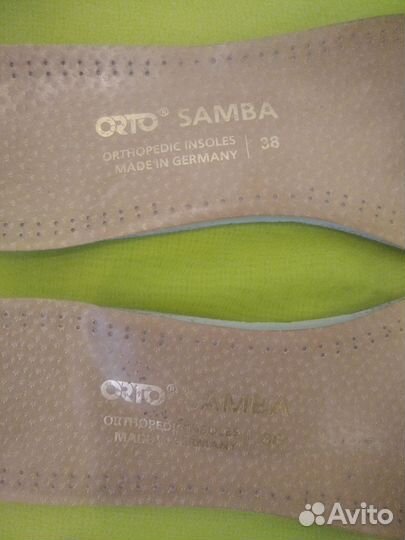 ORTO® SAMBA
ORTHOPEDIC INSOLES
MADE IN GERMANY | 38
ORTO® SAMBA
ORTHOPEDIC INSOLES
MADE IN GERMANY
Avito